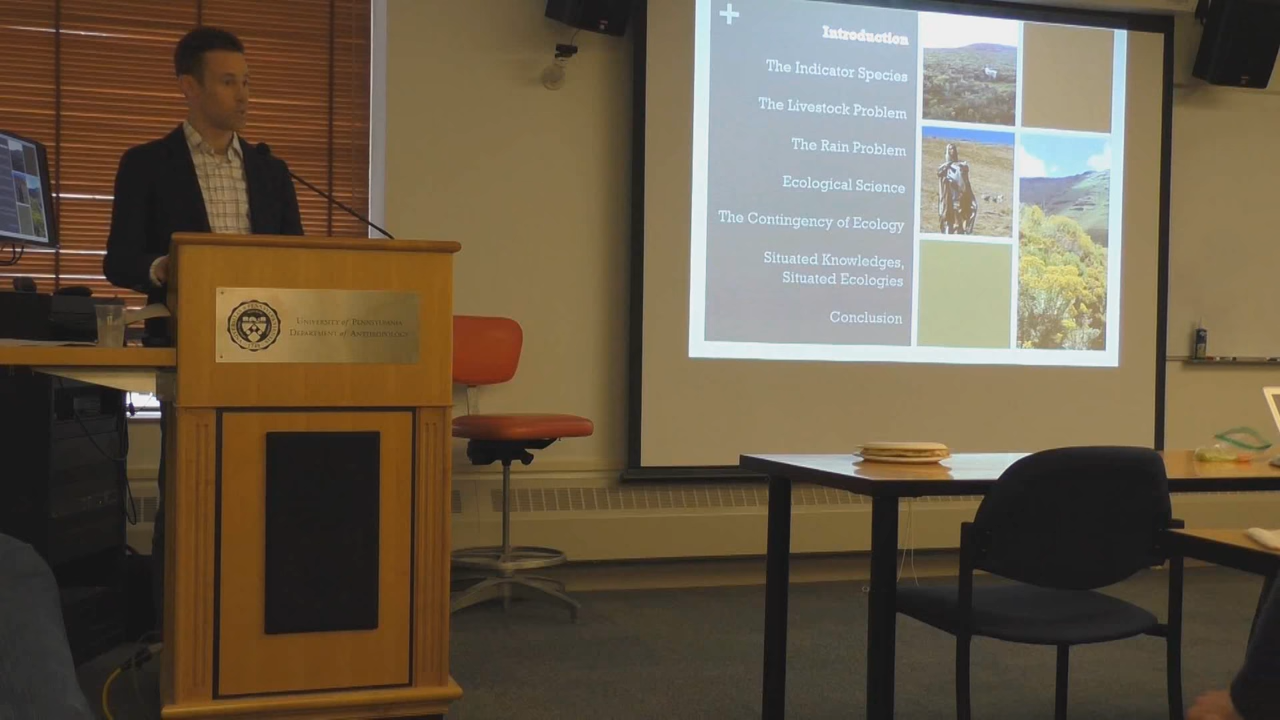 Introduction
The Indicator Species
The Livestock Problem
The Rain Problem
Ecological Science
The Contingency of Ecology
Situated Knowledges,
Situated Ecologies
Conclusion
UNIVERSITY of PENNSYLVANIA
DEPARTMENT of ANTHROPOLOGY